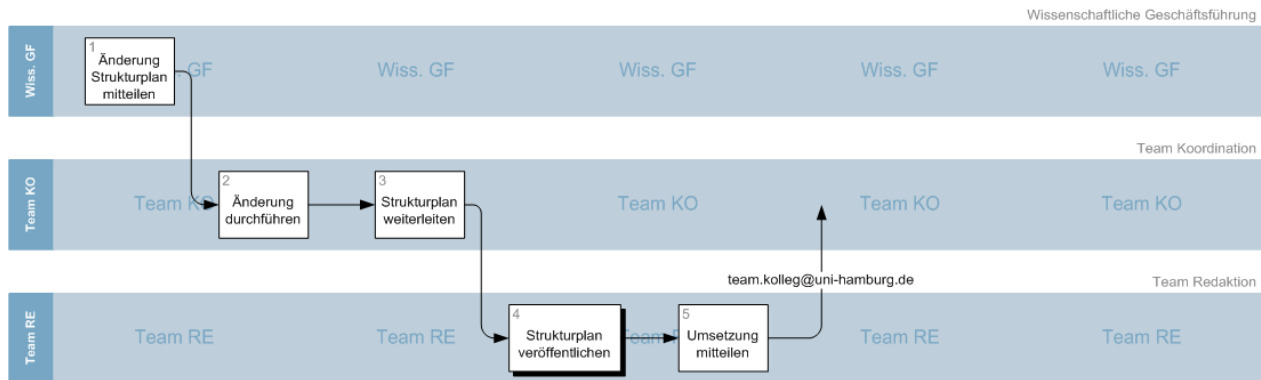 Wissenschaftliche Geschäftsführung
Wiss. GF
1
Änderung
Strukturplan
mitteilen
Wiss. GF
Wiss. GF
Wiss. GF
Wiss. GF
Team Koordination
Team KO
Team KO
2
Änderung
durchführen
3
Strukturplan
weiterleiten
Team KO
Team KO
Team KO
team.kolleg@uni-hamburg.de
Team Redaktion
Team RE
Team RE
Team RE
4
Strukturplan
veröffentlichen
5
Umsetzung
mitteilen
Team RE
Team RE